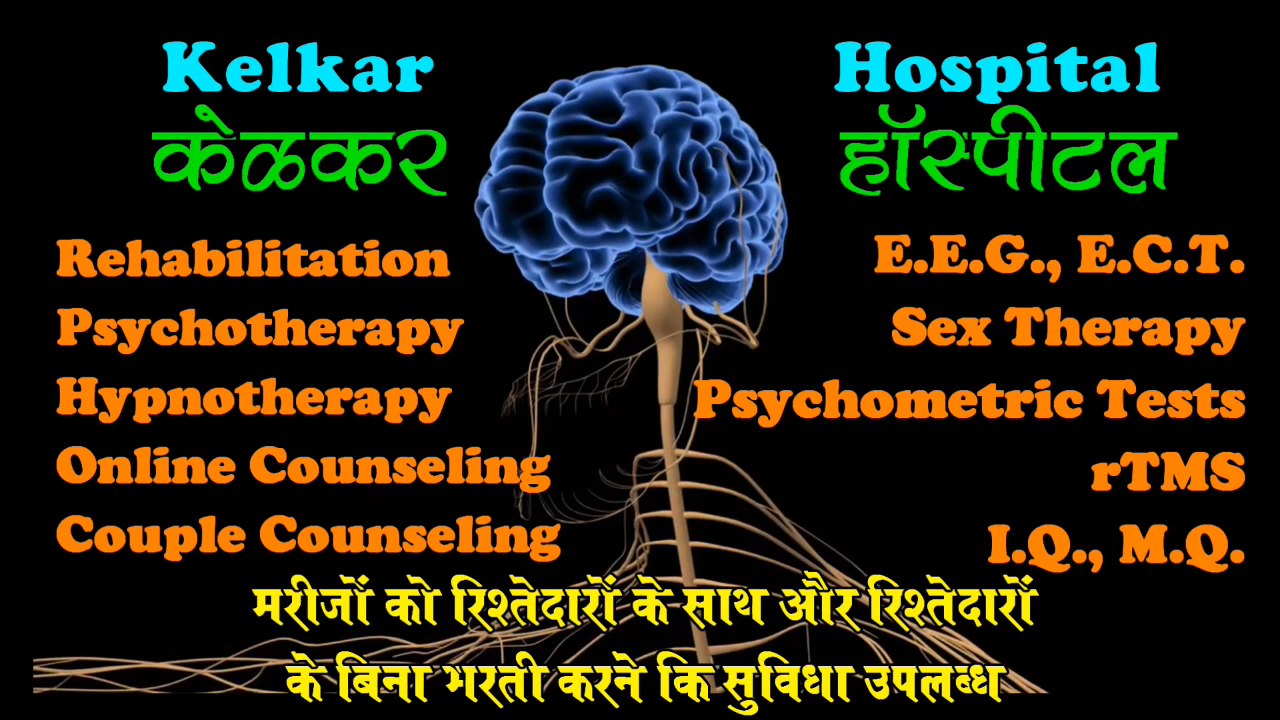 Kelkar Hospital
केळकर हॉस्पीटल
Rehabilitation
Psychotherapy
Hypnotherapy
Online Counseling
Couple Counseling
E.E.G., E.C.T.
Sex Therapy
Psychometric Tests
rTMS
I.Q., M.Q.
मरीजों को रिश्तेदारों के साथ और रिश्तेदारों
के बिना भरती करने कि सुविधा उपलब्ध